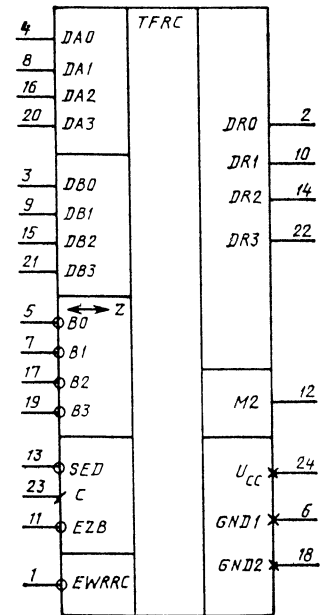 TFRC
4 DA0
8 DA1
16 DA2
20 DA3
3 DB0
9 DB1
15 DB2
21 DB3
Z
5 B0
7 B1
17 B2
19 B3
13 SED
23 C
11 EZB
1 EWRRC
DR0 2
DR1 10
DR2 14
DR3 22
M2 12
UCC 24
GND1 6
GND2 18